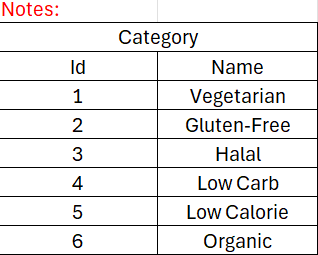 Notes:
Category
Id Name
1 Vegetarian
2 Gluten-Free
3 Halal
4 Low Carb
5 Low Calorie
6 Organic